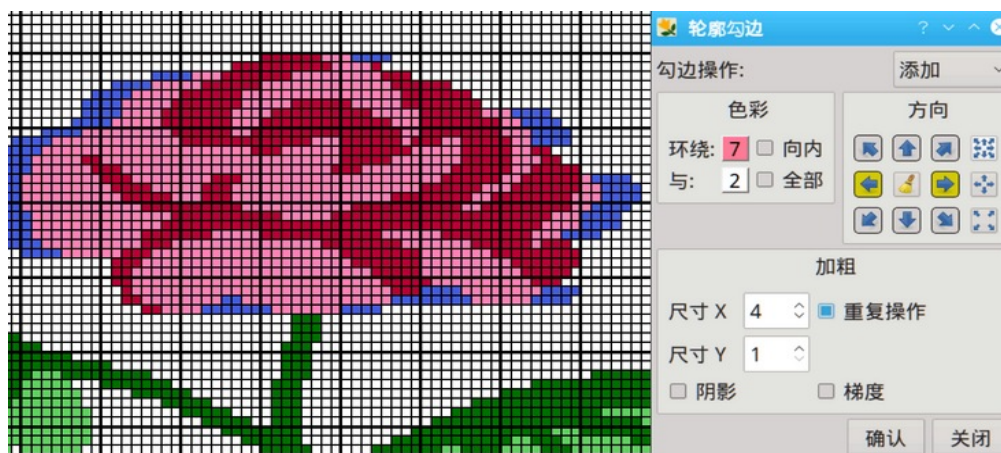 轮廓勾边
勾边操作: 添加
色彩
环绕: 7 向内
与: 2 全部
方向
加粗
尺寸 X 4 重复操作
尺寸 Y 1
阴影 梯度
确认 关闭